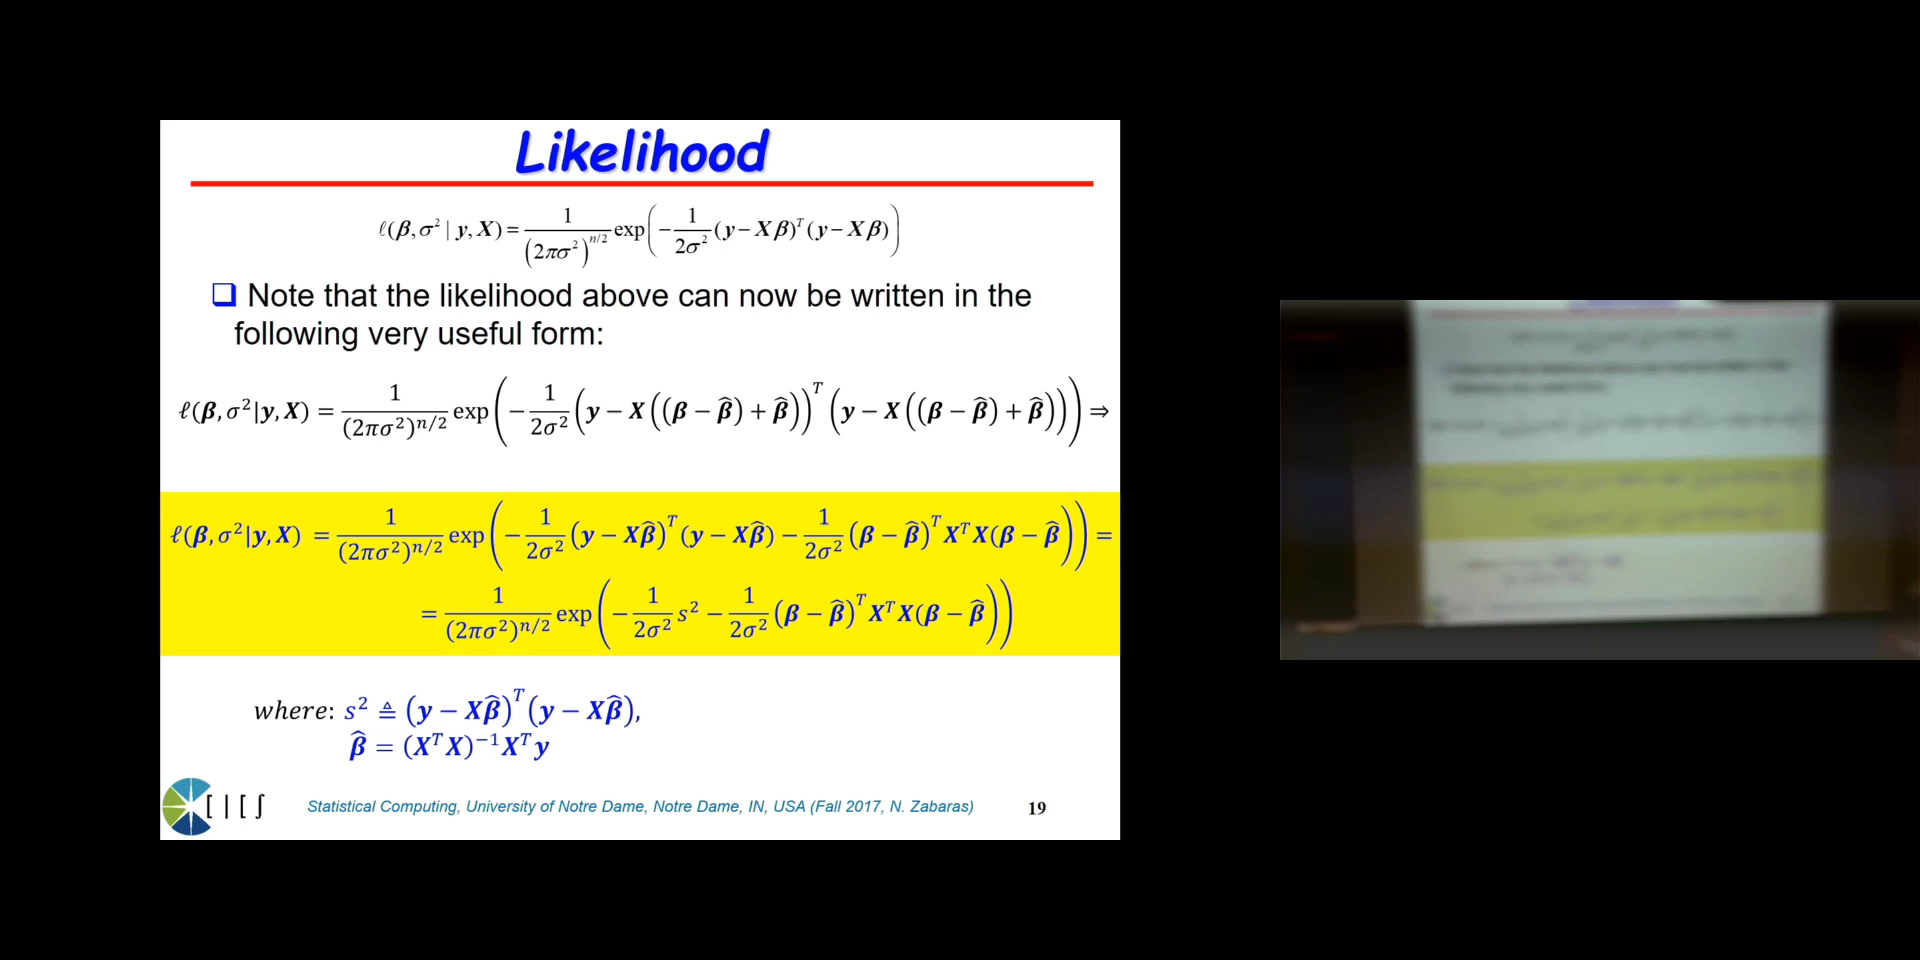 Likelihood
ℓ(β, σ² | y, X) = 1/(2πσ²)^{n/2} exp(−1/(2σ²) (y − Xβ)^T (y − Xβ))
❑ Note that the likelihood above can now be written in the
following very useful form:
ℓ(β, σ²|y, X) = 1/(2πσ²)^{n/2} exp(−1/(2σ²) (y − X((β − β̂) + β̂))^T (y − X((β − β̂) + β̂))) ⇒
ℓ(β, σ²|y, X) = 1/(2πσ²)^{n/2} exp(−1/(2σ²) (y − Xβ̂)^T (y − Xβ̂) − 1/(2σ²) (β − β̂)^T X^T X(β − β̂)) =
= 1/(2πσ²)^{n/2} exp(−1/(2σ²) s² − 1/(2σ²) (β − β̂)^T X^T X(β − β̂))
where: s² ≜ (y − Xβ̂)^T (y − Xβ̂),
β̂ = (X^T X)^{−1} X^T y
Statistical Computing, University of Notre Dame, Notre Dame, IN, USA (Fall 2017, N. Zabaras)
19